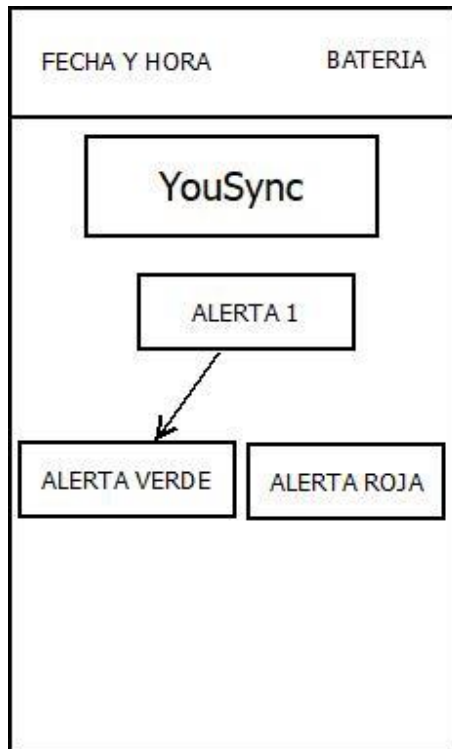 FECHA Y HORA BATERIA
YouSync
ALERTA 1
ALERTA VERDE ALERTA ROJA